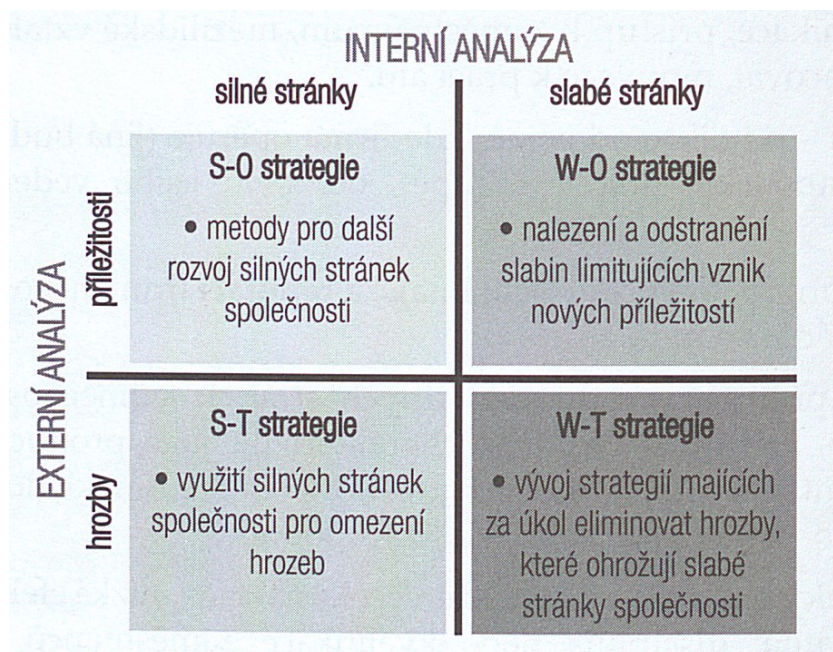 INTERNÍ ANALÝZA
silné stránky
slabé stránky
EXTERNÍ ANALÝZA
příležitosti
S-O strategie
• metody pro další
rozvoj silných stránek
společnosti
W-O strategie
• nalezení a odstranění
slabin limitujících vznik
nových příležitostí
hrozby
S-T strategie
• využití silných stránek
společnosti pro omezení
hrozeb
W-T strategie
• vývoj strategií majících
za úkol eliminovat hrozby,
které ohrožují slabé
stránky společnosti